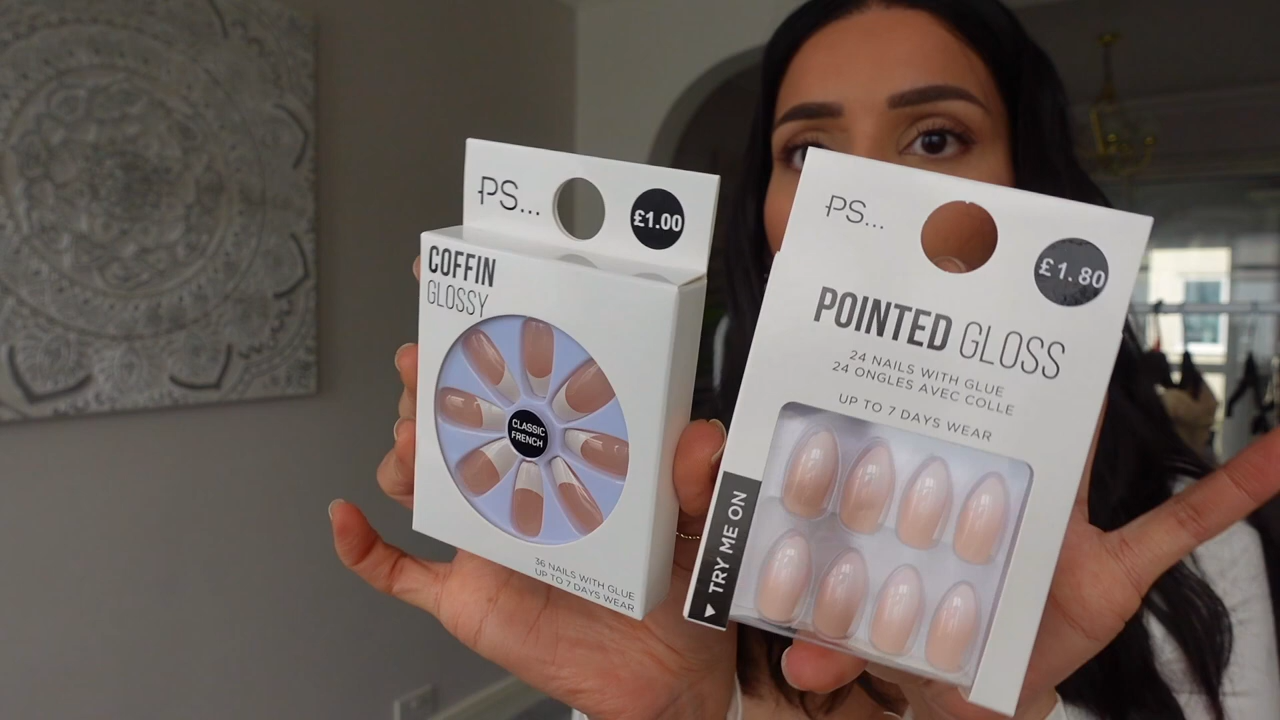 PS...
£1.00
COFFIN
GLOSSY
CLASSIC
FRENCH
36 NAILS WITH GLUE
UP TO 7 DAYS WEAR
PS...
£1.80
POINTED GLOSS
24 NAILS WITH GLUE
24 ONGLES AVEC COLLE
UP TO 7 DAYS WEAR
TRY ME ON